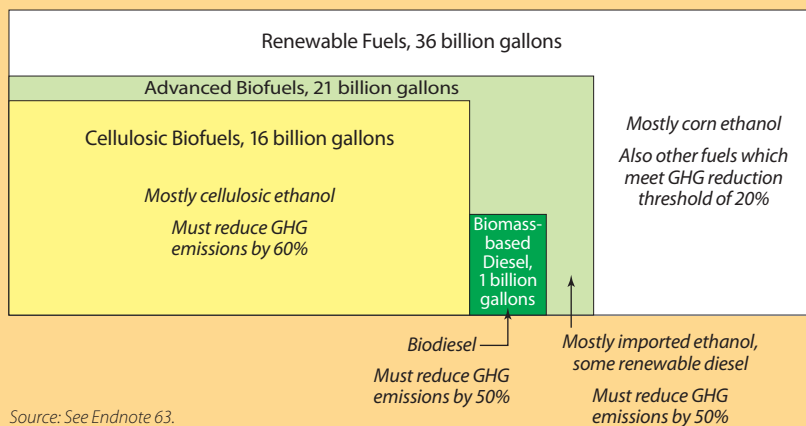 Renewable Fuels, 36 billion gallons
Advanced Biofuels, 21 billion gallons
Cellulosic Biofuels, 16 billion gallons
Mostly cellulosic ethanol
Must reduce GHG
emissions by 60%
Biomass-
based
Diesel,
1 billion
gallons
Mostly corn ethanol
Also other fuels which
meet GHG reduction
threshold of 20%
Biodiesel
Must reduce GHG
emissions by 50%
Mostly imported ethanol,
some renewable diesel
Must reduce GHG
emissions by 50%
Source: See Endnote 63.